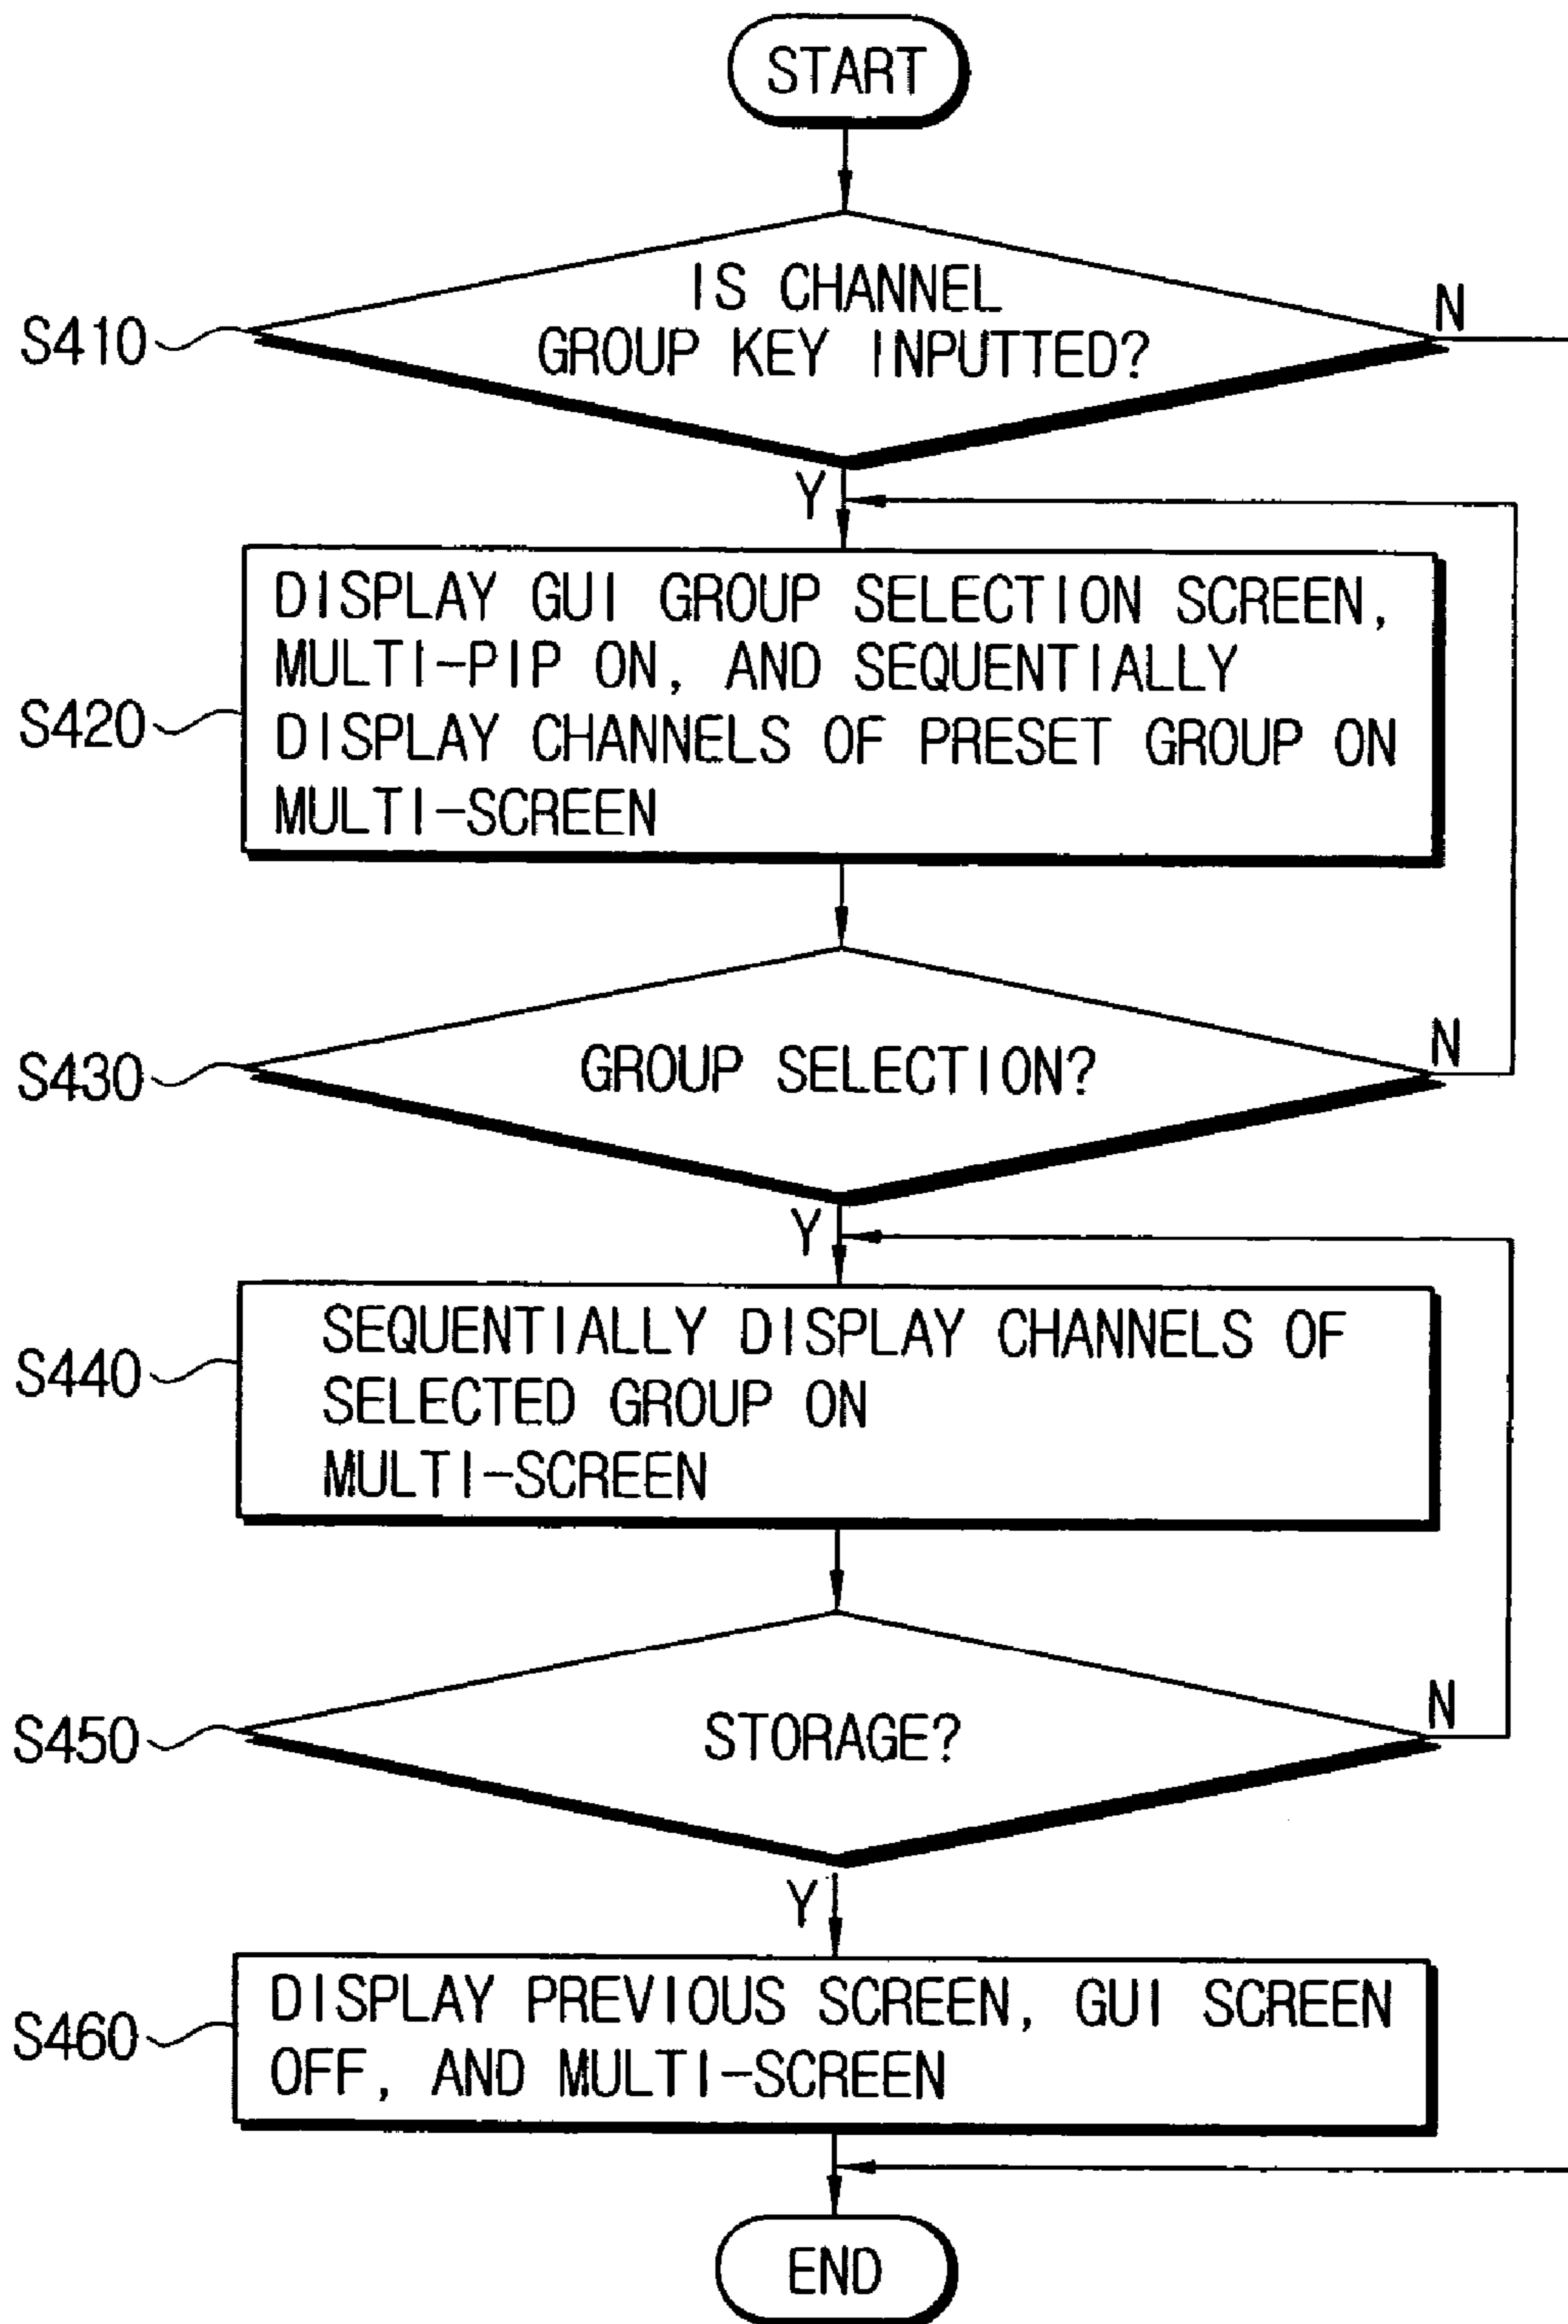 START
IS CHANNEL
GROUP KEY INPUTTED?
N
S410
Y
DISPLAY GUI GROUP SELECTION SCREEN,
MULTI-PIP ON, AND SEQUENTIALLY
DISPLAY CHANNELS OF PRESET GROUP ON
MULTI-SCREEN
S420
GROUP SELECTION?
N
S430
Y
SEQUENTIALLY DISPLAY CHANNELS OF
SELECTED GROUP ON
MULTI-SCREEN
S440
STORAGE?
N
S450
Y
DISPLAY PREVIOUS SCREEN, GUI SCREEN
OFF, AND MULTI-SCREEN
S460
END